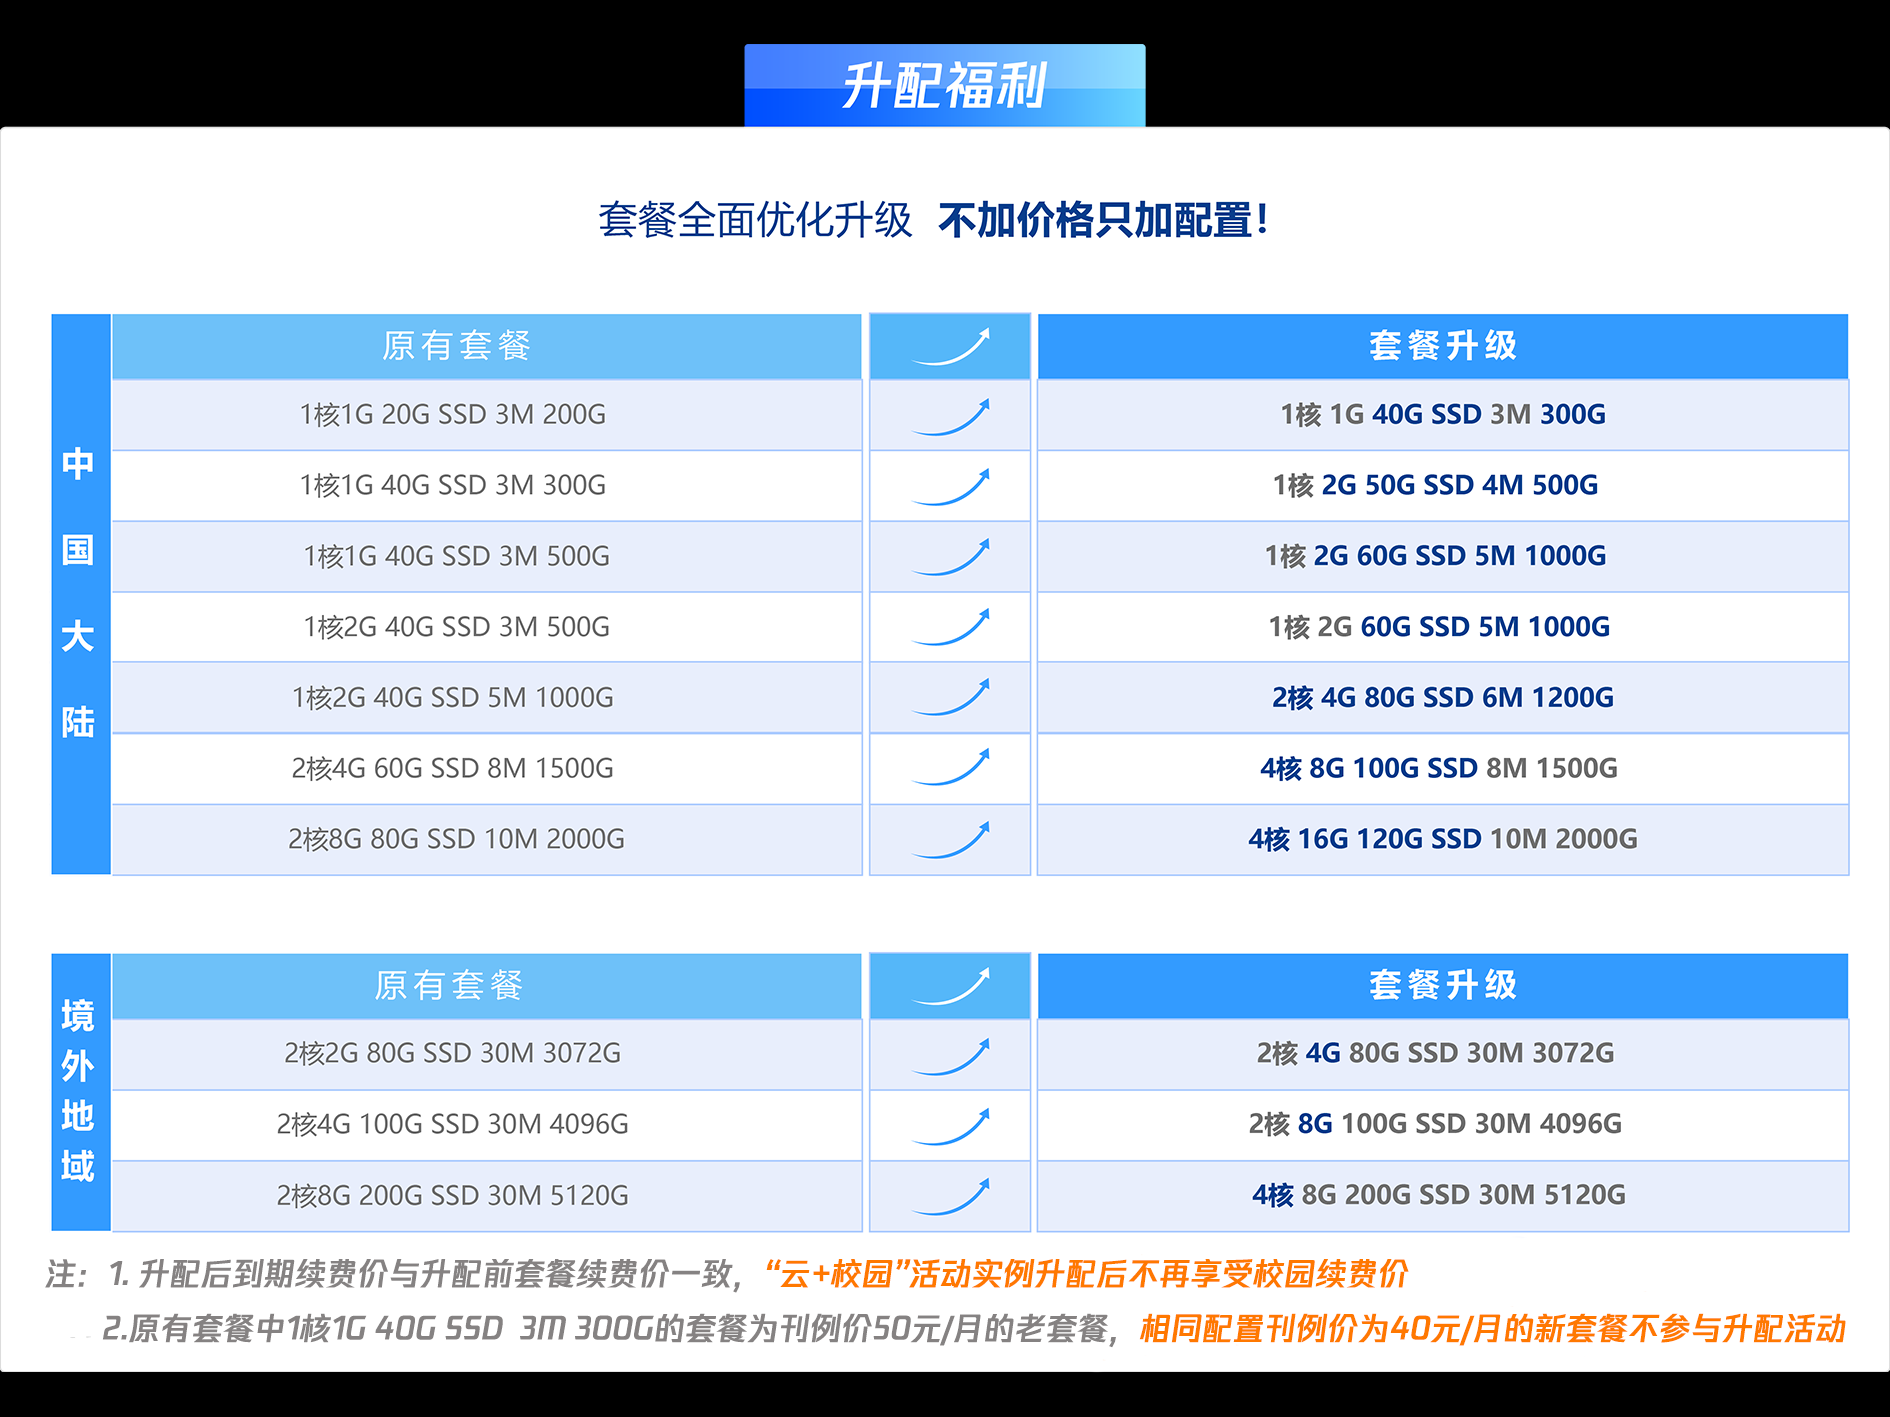 升配福利
套餐全面优化升级 不加价格只加配置！
中国大陆
原有套餐 套餐升级
1核1G 20G SSD 3M 200G 1核 1G 40G SSD 3M 300G
1核1G 40G SSD 3M 300G 1核 2G 50G SSD 4M 500G
1核1G 40G SSD 3M 500G 1核 2G 60G SSD 5M 1000G
1核2G 40G SSD 3M 500G 1核 2G 60G SSD 5M 1000G
1核2G 40G SSD 5M 1000G 2核 4G 80G SSD 6M 1200G
2核4G 60G SSD 8M 1500G 4核 8G 100G SSD 8M 1500G
2核8G 80G SSD 10M 2000G 4核 16G 120G SSD 10M 2000G
境外地域
原有套餐 套餐升级
2核2G 80G SSD 30M 3072G 2核 4G 80G SSD 30M 3072G
2核4G 100G SSD 30M 4096G 2核 8G 100G SSD 30M 4096G
2核8G 200G SSD 30M 5120G 4核 8G 200G SSD 30M 5120G
注：1. 升配后到期续费价与升配前套餐续费价一致，“云+校园”活动实例升配后不再享受校园续费价
2.原有套餐中1核1G 40G SSD 3M 300G的套餐为刊例价50元/月的老套餐，相同配置刊例价为40元/月的新套餐不参与升配活动